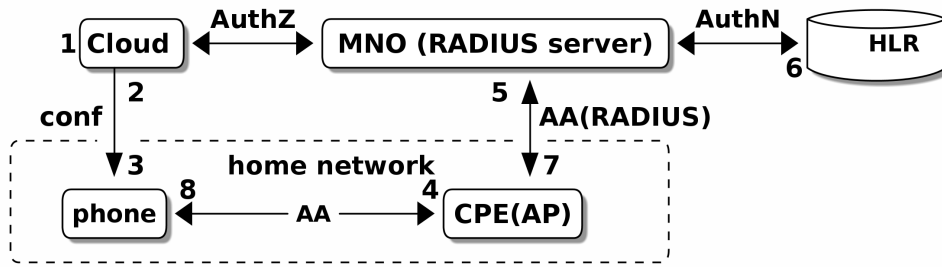 AuthZ
AuthN
1 Cloud
MNO (RADIUS server)
HLR
6
2
5
conf
AA(RADIUS)
3
home network
7
8
4
phone
AA
CPE(AP)